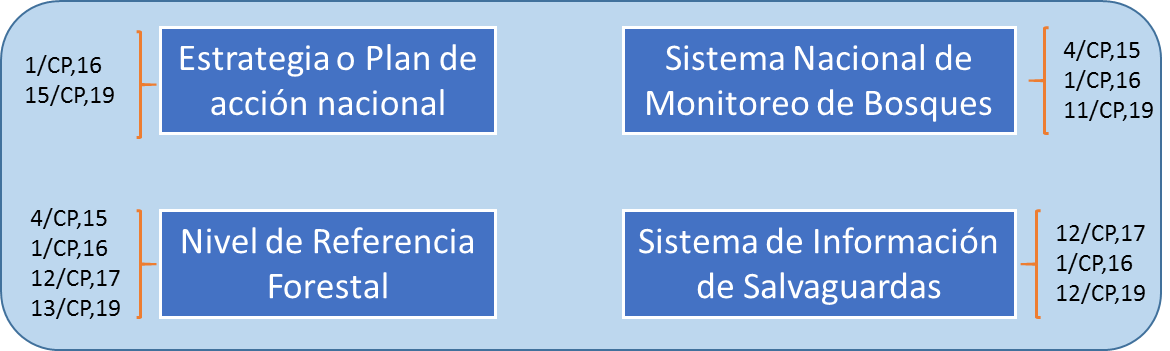 1/CP,16
15/CP,19
Estrategia o Plan de
acción nacional
Sistema Nacional de
Monitoreo de Bosques
4/CP,15
1/CP,16
11/CP,19
4/CP,15
1/CP,16
12/CP,17
13/CP,19
Nivel de Referencia
Forestal
Sistema de Información
de Salvaguardas
12/CP,17
1/CP,16
12/CP,19